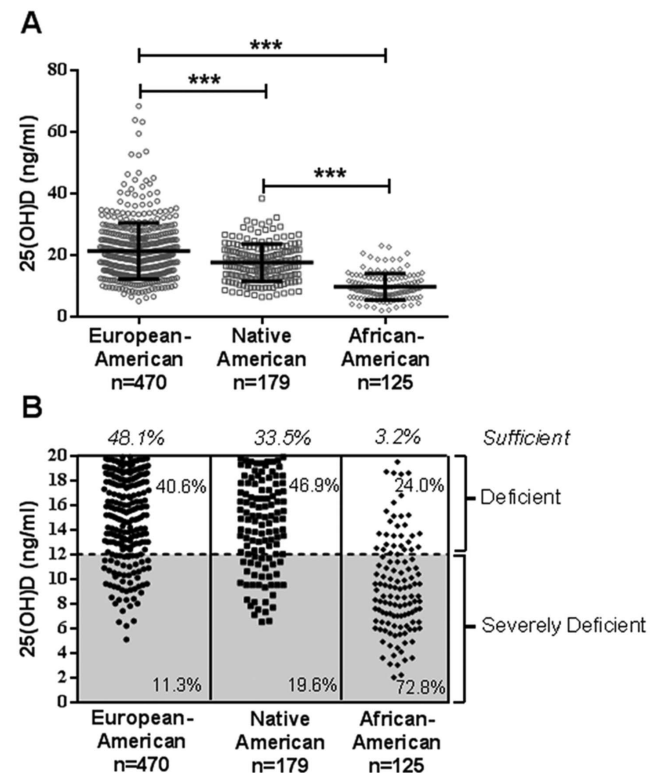 A
***
***
***
80
60
40
20
0
25(OH)D (ng/ml)
European-
American
n=470
Native
American
n=179
African-
American
n=125
B
48.1%
33.5%
3.2%
Sufficient
20
18
16
14
12
10
8
6
4
2
0
25(OH)D (ng/ml)
40.6%
46.9%
24.0%
Deficient
Severely Deficient
11.3%
19.6%
72.8%
European-
American
n=470
Native
American
n=179
African-
American
n=125